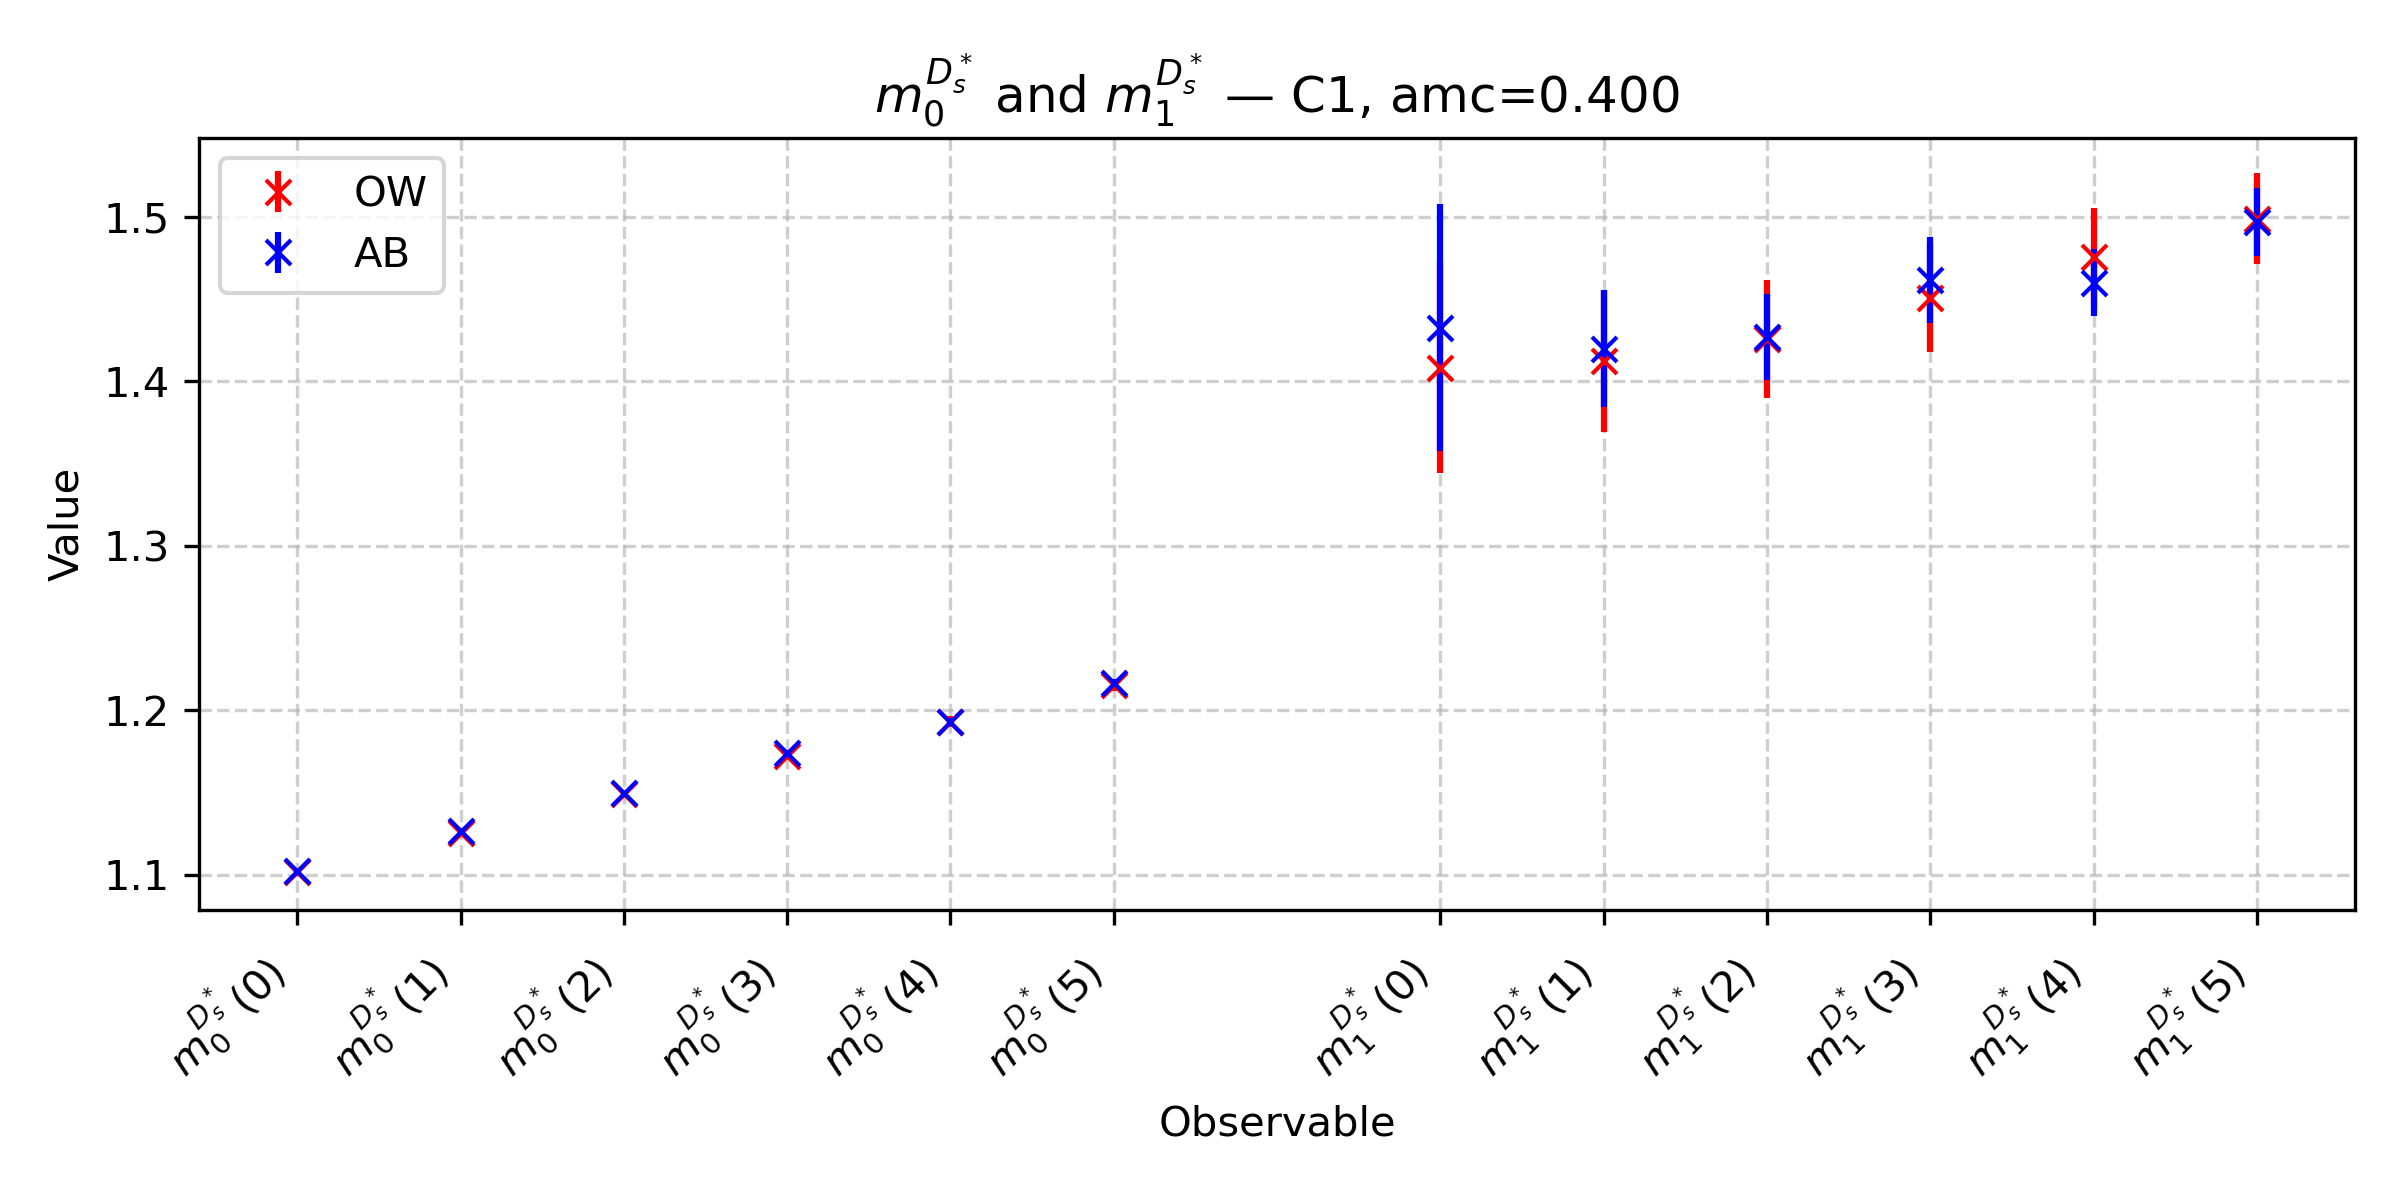 m_0^{D_s^*} and m_1^{D_s^*} — C1, amc=0.400
OW
AB
1.5
1.4
1.3
1.2
1.1
Value
m_0^{D_s^*}(0)
m_0^{D_s^*}(1)
m_0^{D_s^*}(2)
m_0^{D_s^*}(3)
m_0^{D_s^*}(4)
m_0^{D_s^*}(5)
m_1^{D_s^*}(0)
m_1^{D_s^*}(1)
m_1^{D_s^*}(2)
m_1^{D_s^*}(3)
m_1^{D_s^*}(4)
m_1^{D_s^*}(5)
Observable